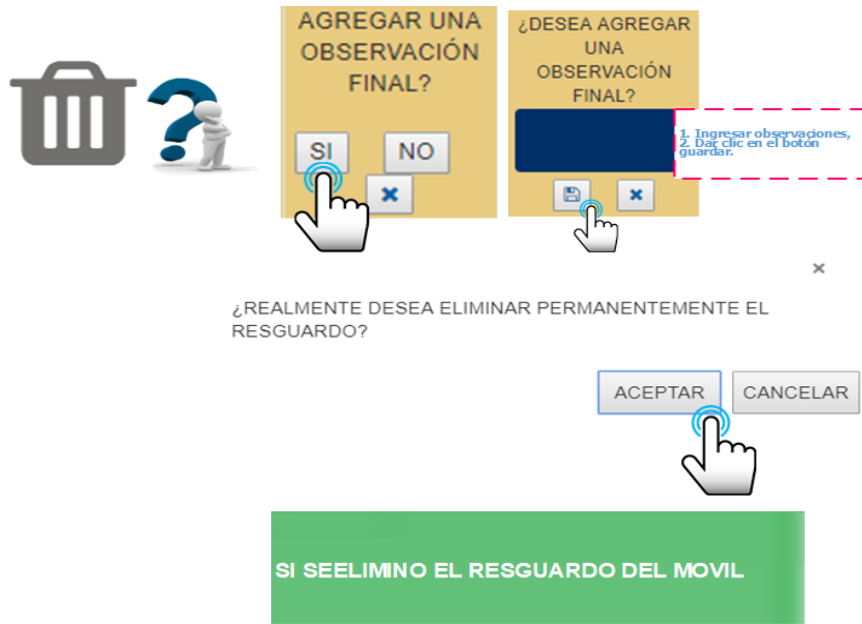 AGREGAR UNA
OBSERVACIÓN
FINAL?
SI
NO
¿DESEA AGREGAR
UNA
OBSERVACIÓN
FINAL?
1. Ingresar observaciones,
2. Dar clic en el botón
guardar.
¿REALMENTE DESEA ELIMINAR PERMANENTEMENTE EL
RESGUARDO?
ACEPTAR
CANCELAR
SI SEELIMINO EL RESGUARDO DEL MOVIL